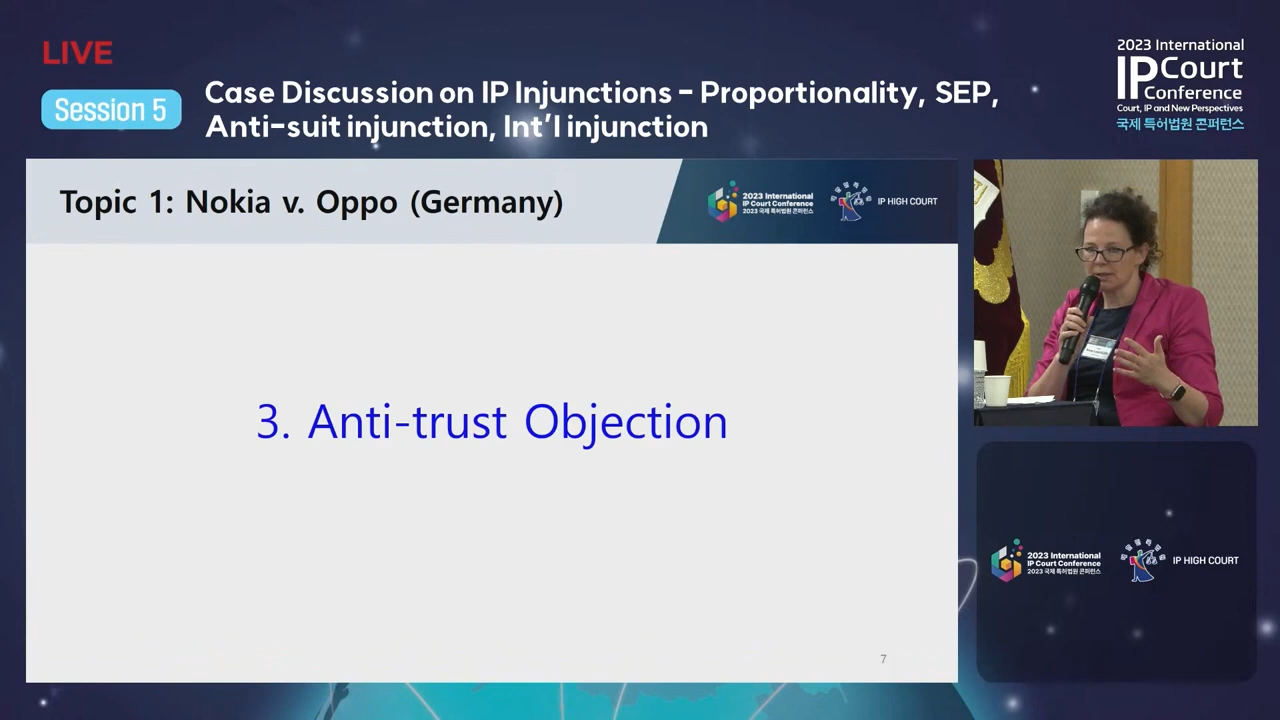 LIVE
Session 5
Case Discussion on IP Injunctions - Proportionality, SEP,
Anti-suit injunction, Int'l injunction
2023 International
IP Court
Conference
Court, IP and New Perspectives
국제 특허법원 콘퍼런스
Topic 1: Nokia v. Oppo (Germany)
2023 International
IP Court Conference
2023 국제 특허법원 콘퍼런스
IP HIGH COURT
3. Anti-trust Objection
7
2023 International
IP Court Conference
2023 국제 특허법원 콘퍼런스
IP HIGH COURT